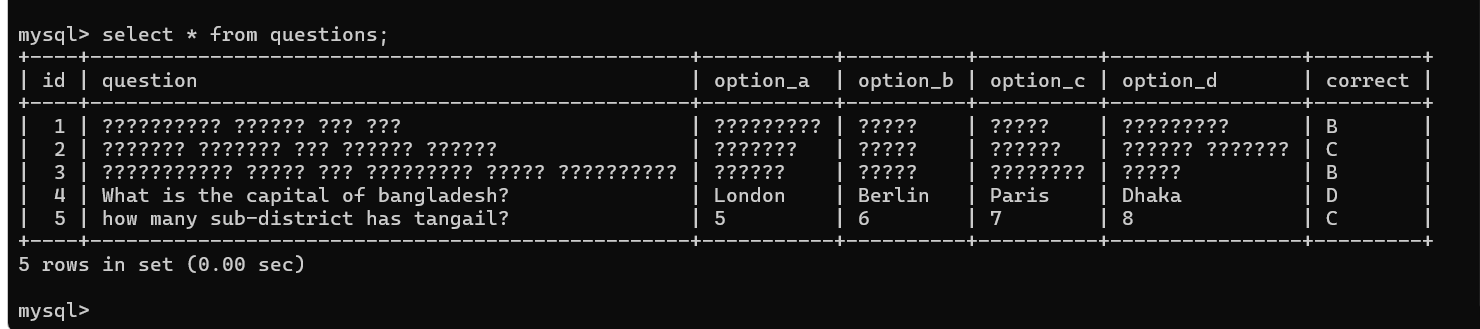 mysql> select * from questions;
+----+--------------------------------------------------+-----------+----------+----------+----------------+---------+
| id | question                                         | option_a  | option_b | option_c | option_d       | correct |
+----+--------------------------------------------------+-----------+----------+----------+----------------+---------+
|  1 | ?????????? ?????? ??? ???                        | ????????? | ?????    | ?????    | ?????????      | B       |
|  2 | ??????? ??????? ??? ?????? ??????                | ???????   | ?????    | ??????   | ?????? ??????? | C       |
|  3 | ??????????? ????? ??? ????????? ????? ?????????? | ??????    | ?????    | ???????? | ?????          | B       |
|  4 | What is the capital of bangladesh?               | London    | Berlin   | Paris    | Dhaka          | D       |
|  5 | how many sub-district has tangail?               | 5         | 6        | 7        | 8              | C       |
+----+--------------------------------------------------+-----------+----------+----------+----------------+---------+
5 rows in set (0.00 sec)
mysql>